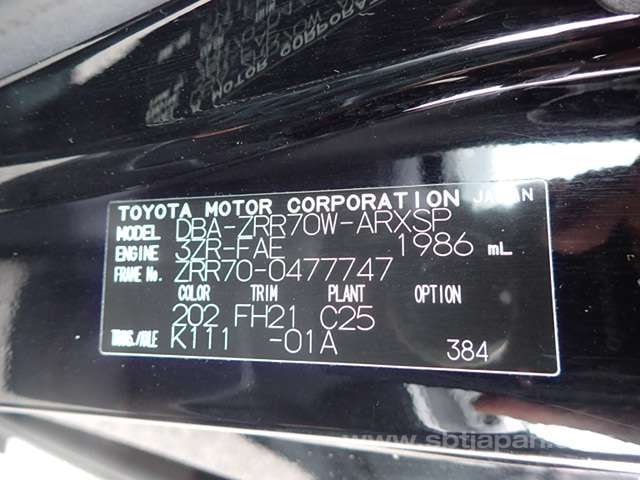 TOYOTA MOTOR CORPORATION JAPAN
MODEL DBA-ZRR70W-ARXSP
ENGINE 3ZR-FAE 1986 mL
FRAME No. ZRR70-0477747
COLOR TRIM PLANT OPTION
202 FH21 C25
TRANS./AXLE K111 -01A 384
www.sbtjapan.